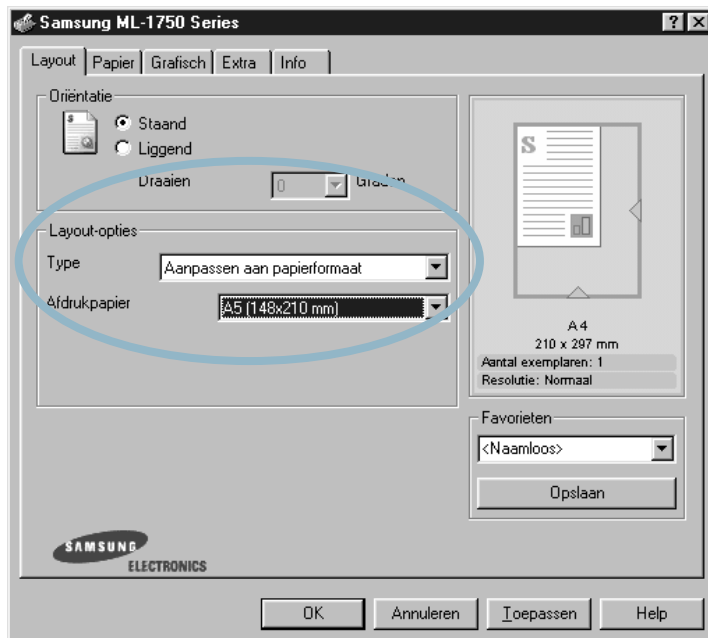 Samsung ML-1750 Series
Layout Papier Grafisch Extra Info
Oriëntatie
S
Staand
Liggend
Draaien 0 Graden
Layout-opties
Type Aanpassen aan papierformaat
Afdrukpapier A5 (148x210 mm)
S
A4
210 x 297 mm
Aantal exemplaren: 1
Resolutie: Normaal
Favorieten
<Naamloos>
Opslaan
SAMSUNG
ELECTRONICS
OK Annuleren Toepassen Help